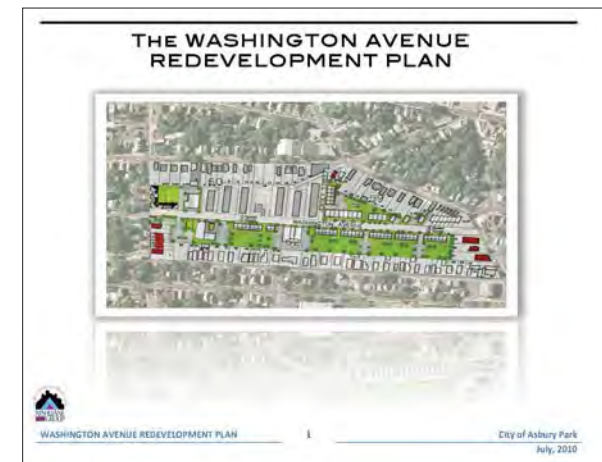 THE WASHINGTON AVENUE
REDEVELOPMENT PLAN
WASHINGTON AVENUE REDEVELOPMENT PLAN
1
City of Asbury Park
July, 2010